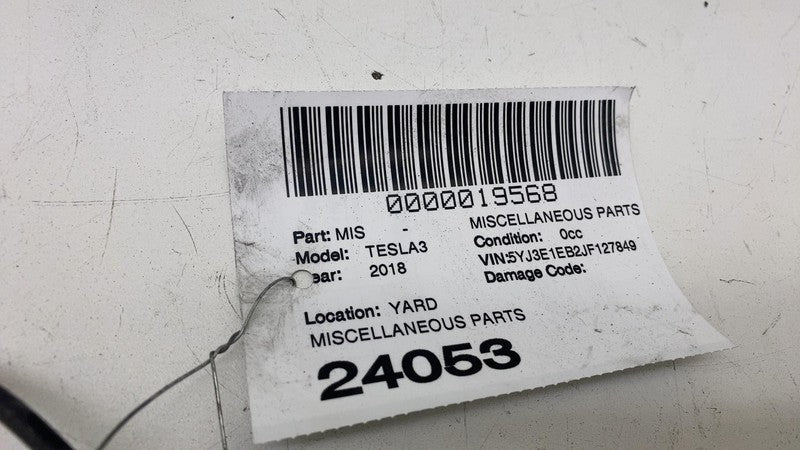 0000019568
Part: MIS - MISCELLANEOUS PARTS
Model: TESLA3 Condition: 0cc
ear: 2018 VIN:5YJ3E1EB2JF127849
Damage Code:
Location: YARD
MISCELLANEOUS PARTS
24053